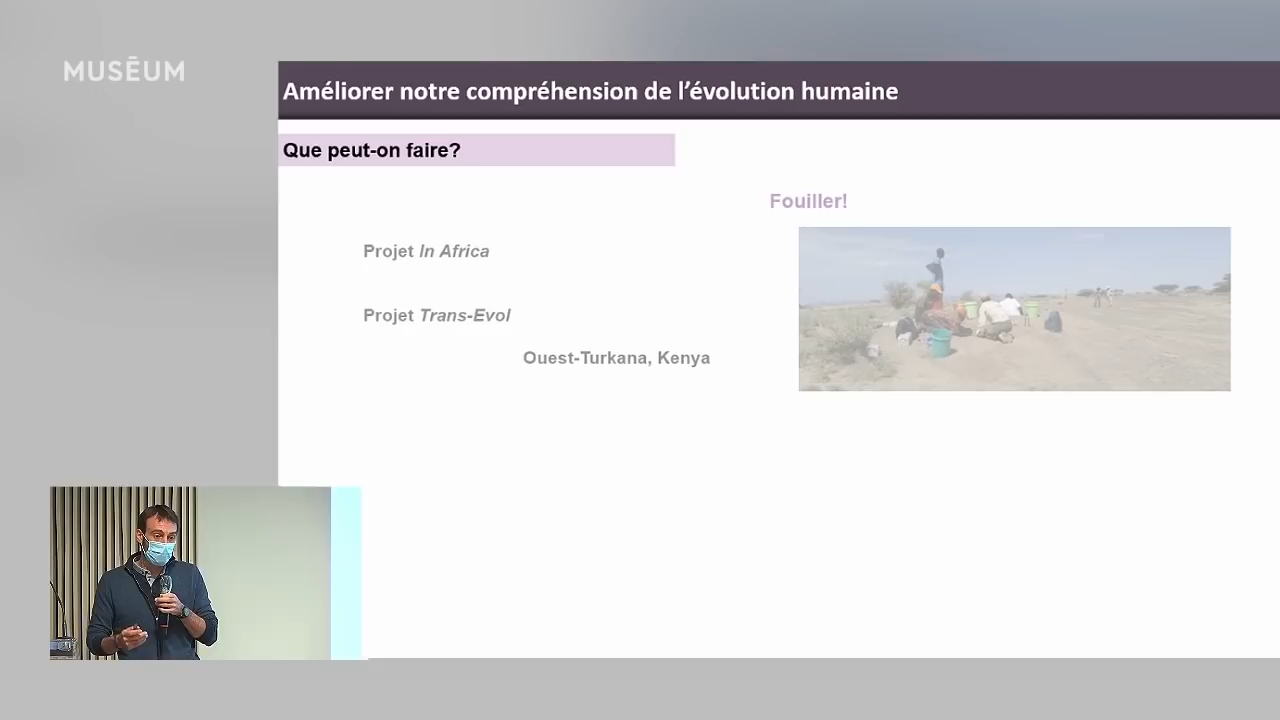 MUSĒUM
Améliorer notre compréhension de l'évolution humaine
Que peut-on faire?
Fouiller!
Projet In Africa
Projet Trans-Evol
Ouest-Turkana, Kenya